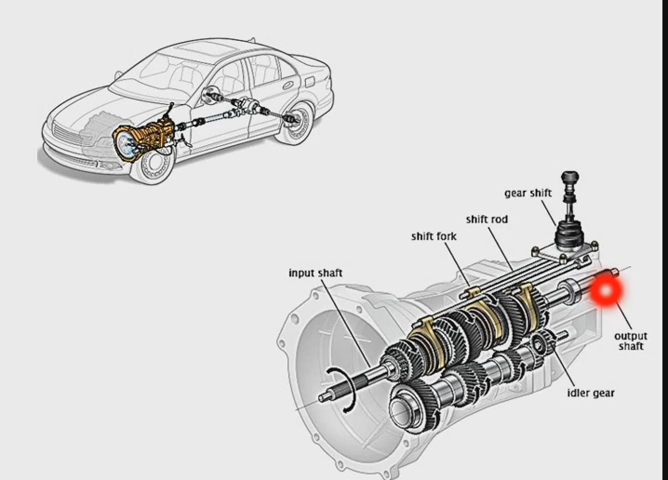 gear shift
shift rod
shift fork
input shaft
output
shaft
idler gear